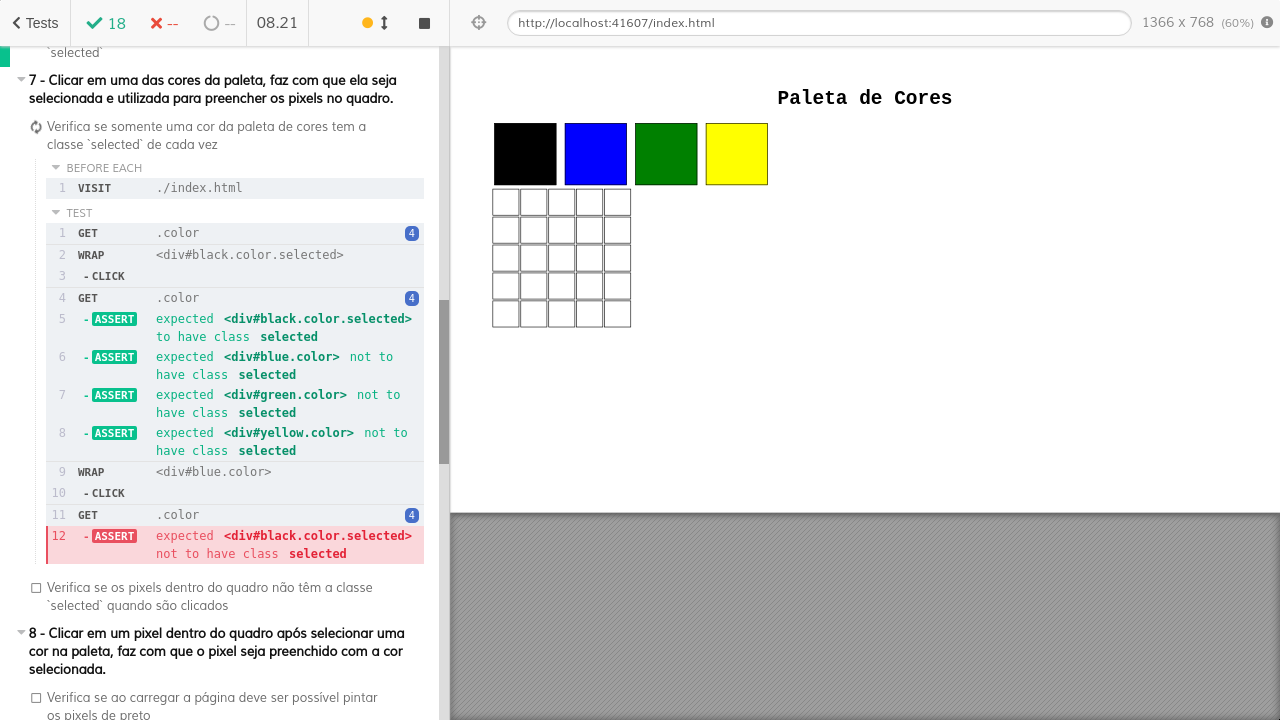 Tests
18
--
--
08.21
http://localhost:41607/index.html
1366 x 768 (60%)
`selected`
7 - Clicar em uma das cores da paleta, faz com que ela seja
selecionada e utilizada para preencher os pixels no quadro.
Verifica se somente uma cor da paleta de cores tem a
classe `selected` de cada vez
BEFORE EACH
1 VISIT ./index.html
TEST
1 GET .color 4
2 WRAP <div#black.color.selected>
3 -CLICK
4 GET .color 4
5 -ASSERT expected <div#black.color.selected>
to have class selected
6 -ASSERT expected <div#blue.color> not to
have class selected
7 -ASSERT expected <div#green.color> not to
have class selected
8 -ASSERT expected <div#yellow.color> not to
have class selected
9 WRAP <div#blue.color>
10 -CLICK
11 GET .color 4
12 -ASSERT expected <div#black.color.selected>
not to have class selected
Verifica se os pixels dentro do quadro não têm a classe
`selected` quando são clicados
8 - Clicar em um pixel dentro do quadro após selecionar uma
cor na paleta, faz com que o pixel seja preenchido com a cor
selecionada.
Verifica se ao carregar a página deve ser possível pintar
os pixels de preto
Paleta de Cores